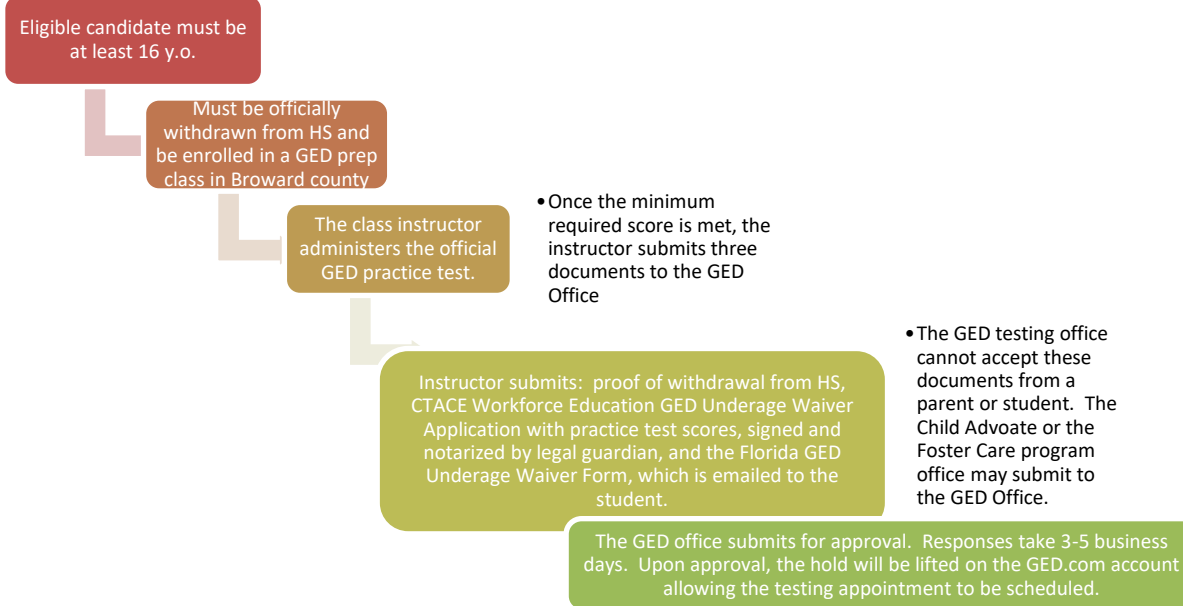 Eligible candidate must be
at least 16 y.o.
Must be officially
withdrawn from HS and
be enrolled in a GED prep
class in Broward county
The class instructor
administers the official
GED practice test.
•Once the minimum
required score is met, the
instructor submits three
documents to the GED
Office
Instructor submits:  proof of withdrawal from HS,
CTACE Workforce Education GED Underage Waiver
Application with practice test scores, signed and
notarized by legal guardian, and the Florida GED
Underage Waiver Form, which is emailed to the
student.
•The GED testing office
cannot accept these
documents from a
parent or student.  The
Child Advoate or the
Foster Care program
office may submit to
the GED Office.
The GED office submits for approval.  Responses take 3-5 business
days.  Upon approval, the hold will be lifted on the GED.com account
allowing the testing appointment to be scheduled.